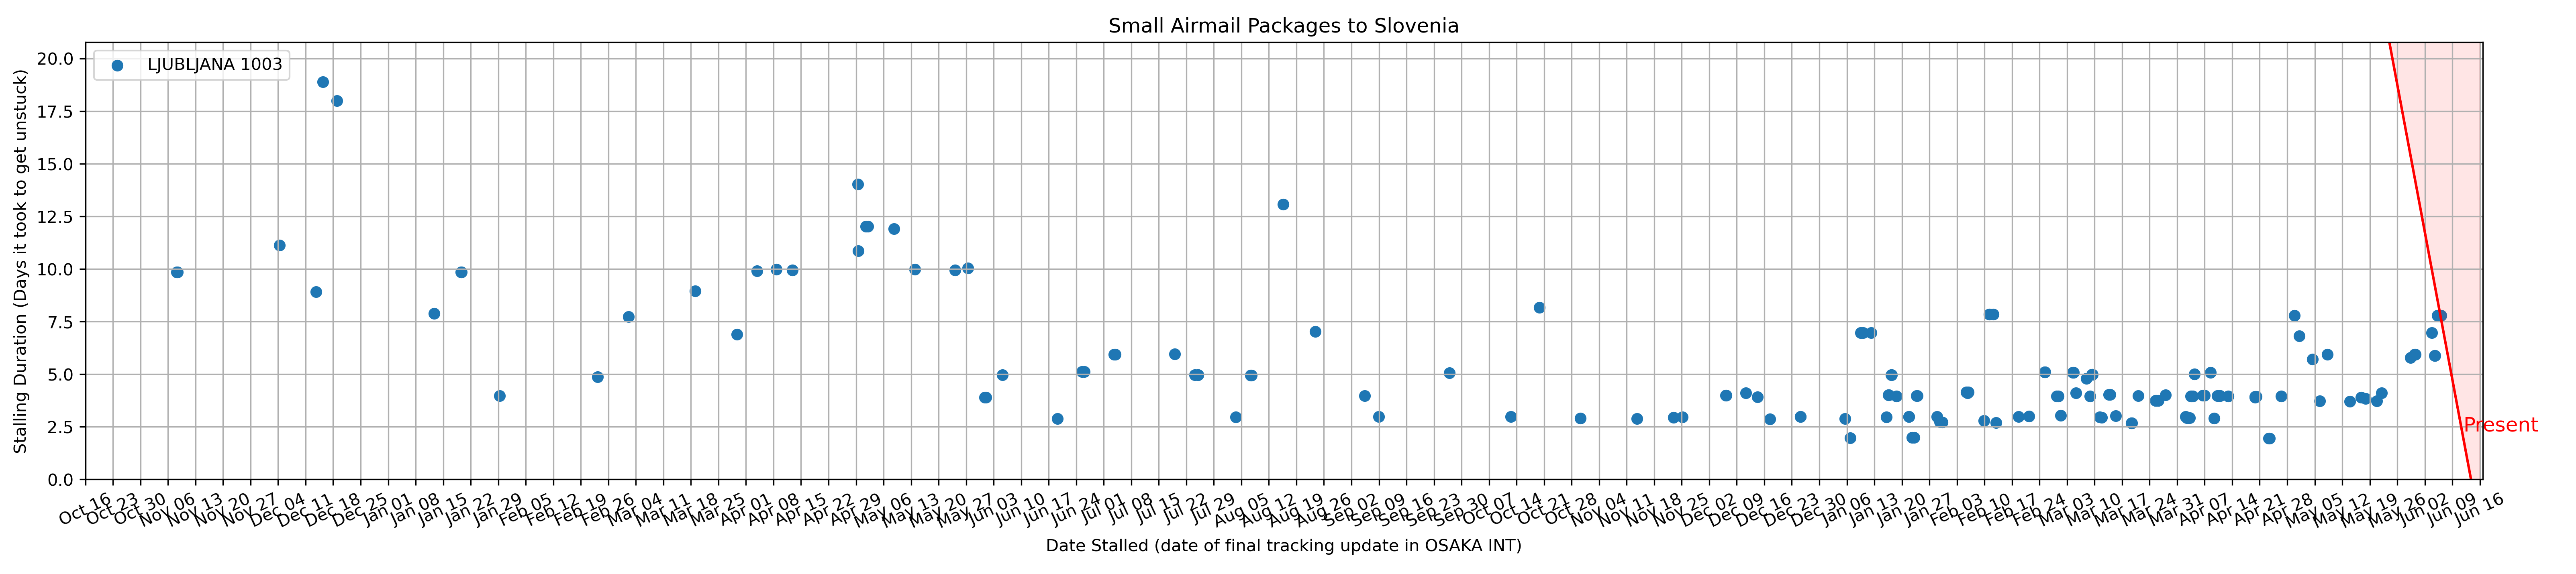 Small Airmail Packages to Slovenia
LJUBLJANA 1003
Stalling Duration (Days it took to get unstuck)
20.0
17.5
15.0
12.5
10.0
7.5
5.0
2.5
0.0
Present
Oct 16 Oct 23 Oct 30 Nov 06 Nov 13 Nov 20 Nov 27 Dec 04 Dec 11 Dec 18 Dec 25 Jan 01 Jan 08 Jan 15 Jan 22 Jan 29 Feb 05 Feb 12 Feb 19 Feb 26 Mar 04 Mar 11 Mar 18 Mar 25 Apr 01 Apr 08 Apr 15 Apr 22 Apr 29 May 06 May 13 May 20 May 27 Jun 03 Jun 10 Jun 17 Jun 24 Jul 01 Jul 08 Jul 15 Jul 22 Jul 29 Aug 05 Aug 12 Aug 19 Aug 26 Sep 02 Sep 09 Sep 16 Sep 23 Sep 30 Oct 07 Oct 14 Oct 21 Oct 28 Nov 04 Nov 11 Nov 18 Nov 25 Dec 02 Dec 09 Dec 16 Dec 23 Dec 30 Jan 06 Jan 13 Jan 20 Jan 27 Feb 03 Feb 10 Feb 17 Feb 24 Mar 03 Mar 10 Mar 17 Mar 24 Mar 31 Apr 07 Apr 14 Apr 21 Apr 28 May 05 May 12 May 19 May 26 Jun 02 Jun 09 Jun 16
Date Stalled (date of final tracking update in OSAKA INT)